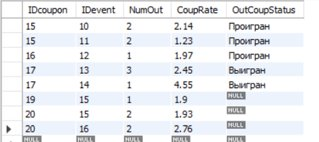 IDcoupon IDevent NumOut CoupRate OutCoupStatus
15 10 2 2.14 Проигран
15 11 2 1.23 Проигран
16 12 1 1.97 Проигран
17 13 3 2.45 Выигран
17 14 1 4.55 Выигран
19 15 1 1.9 NULL
20 15 2 1.93 NULL
20 16 2 2.76 NULL
NULL NULL NULL NULL NULL